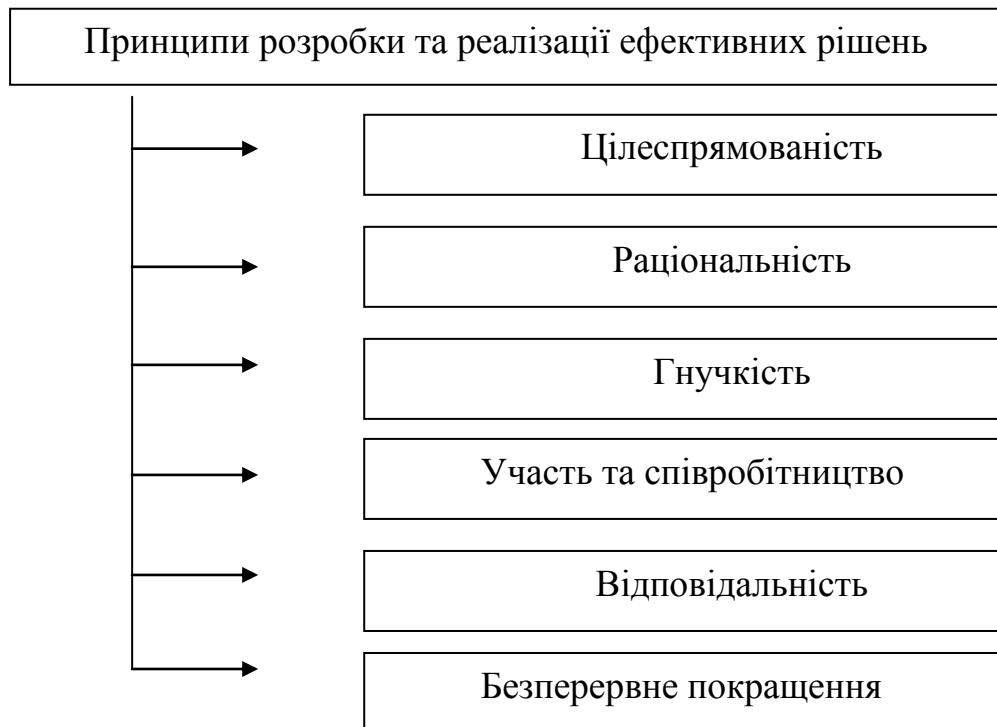 Принципи розробки та реалізації ефективних рішень
Цілеспрямованість
Раціональність
Гнучкість
Участь та співробітництво
Відповідальність
Безперервне покращення